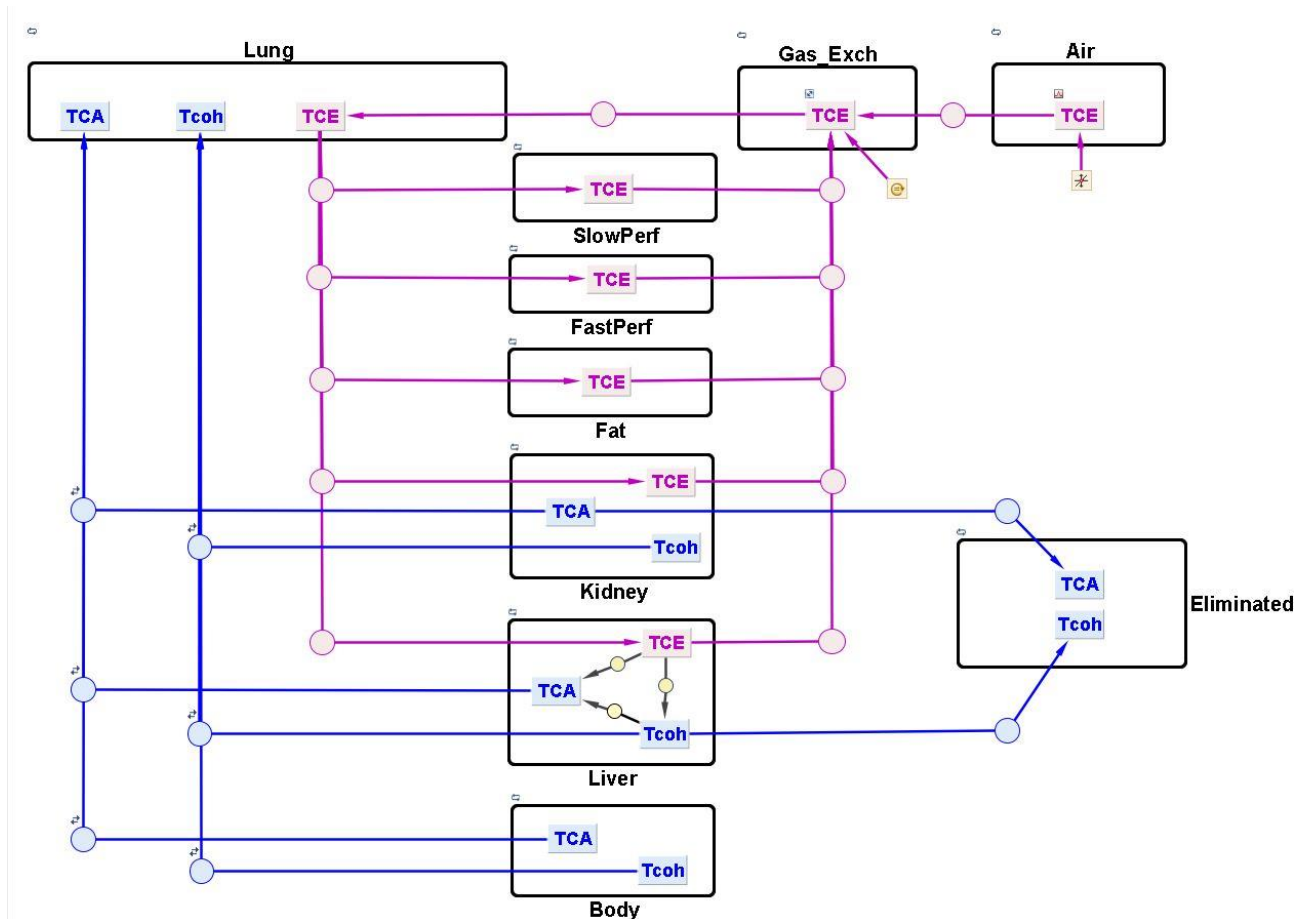 Lung
Gas_Exch
Air
TCA
Tcoh
TCE
TCE
TCE
TCE
SlowPerf
TCE
FastPerf
TCE
Fat
TCE
TCA
Tcoh
Kidney
TCA
Tcoh
Eliminated
TCE
TCA
Tcoh
Liver
TCA
Tcoh
Body